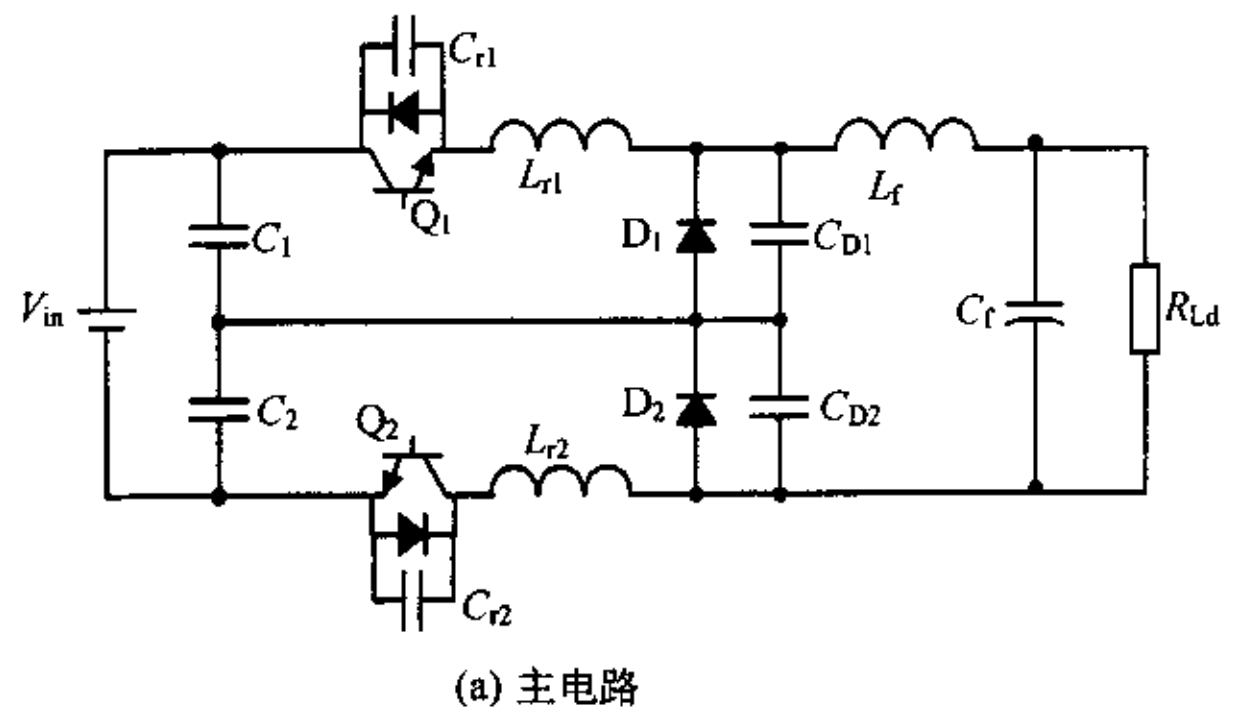 Cr1
Lr1
Lf
Q1
C1
D1
CD1
Vin
Cf
RLd
C2
Q2
Lr2
D2
CD2
Cr2
(a) 主电路